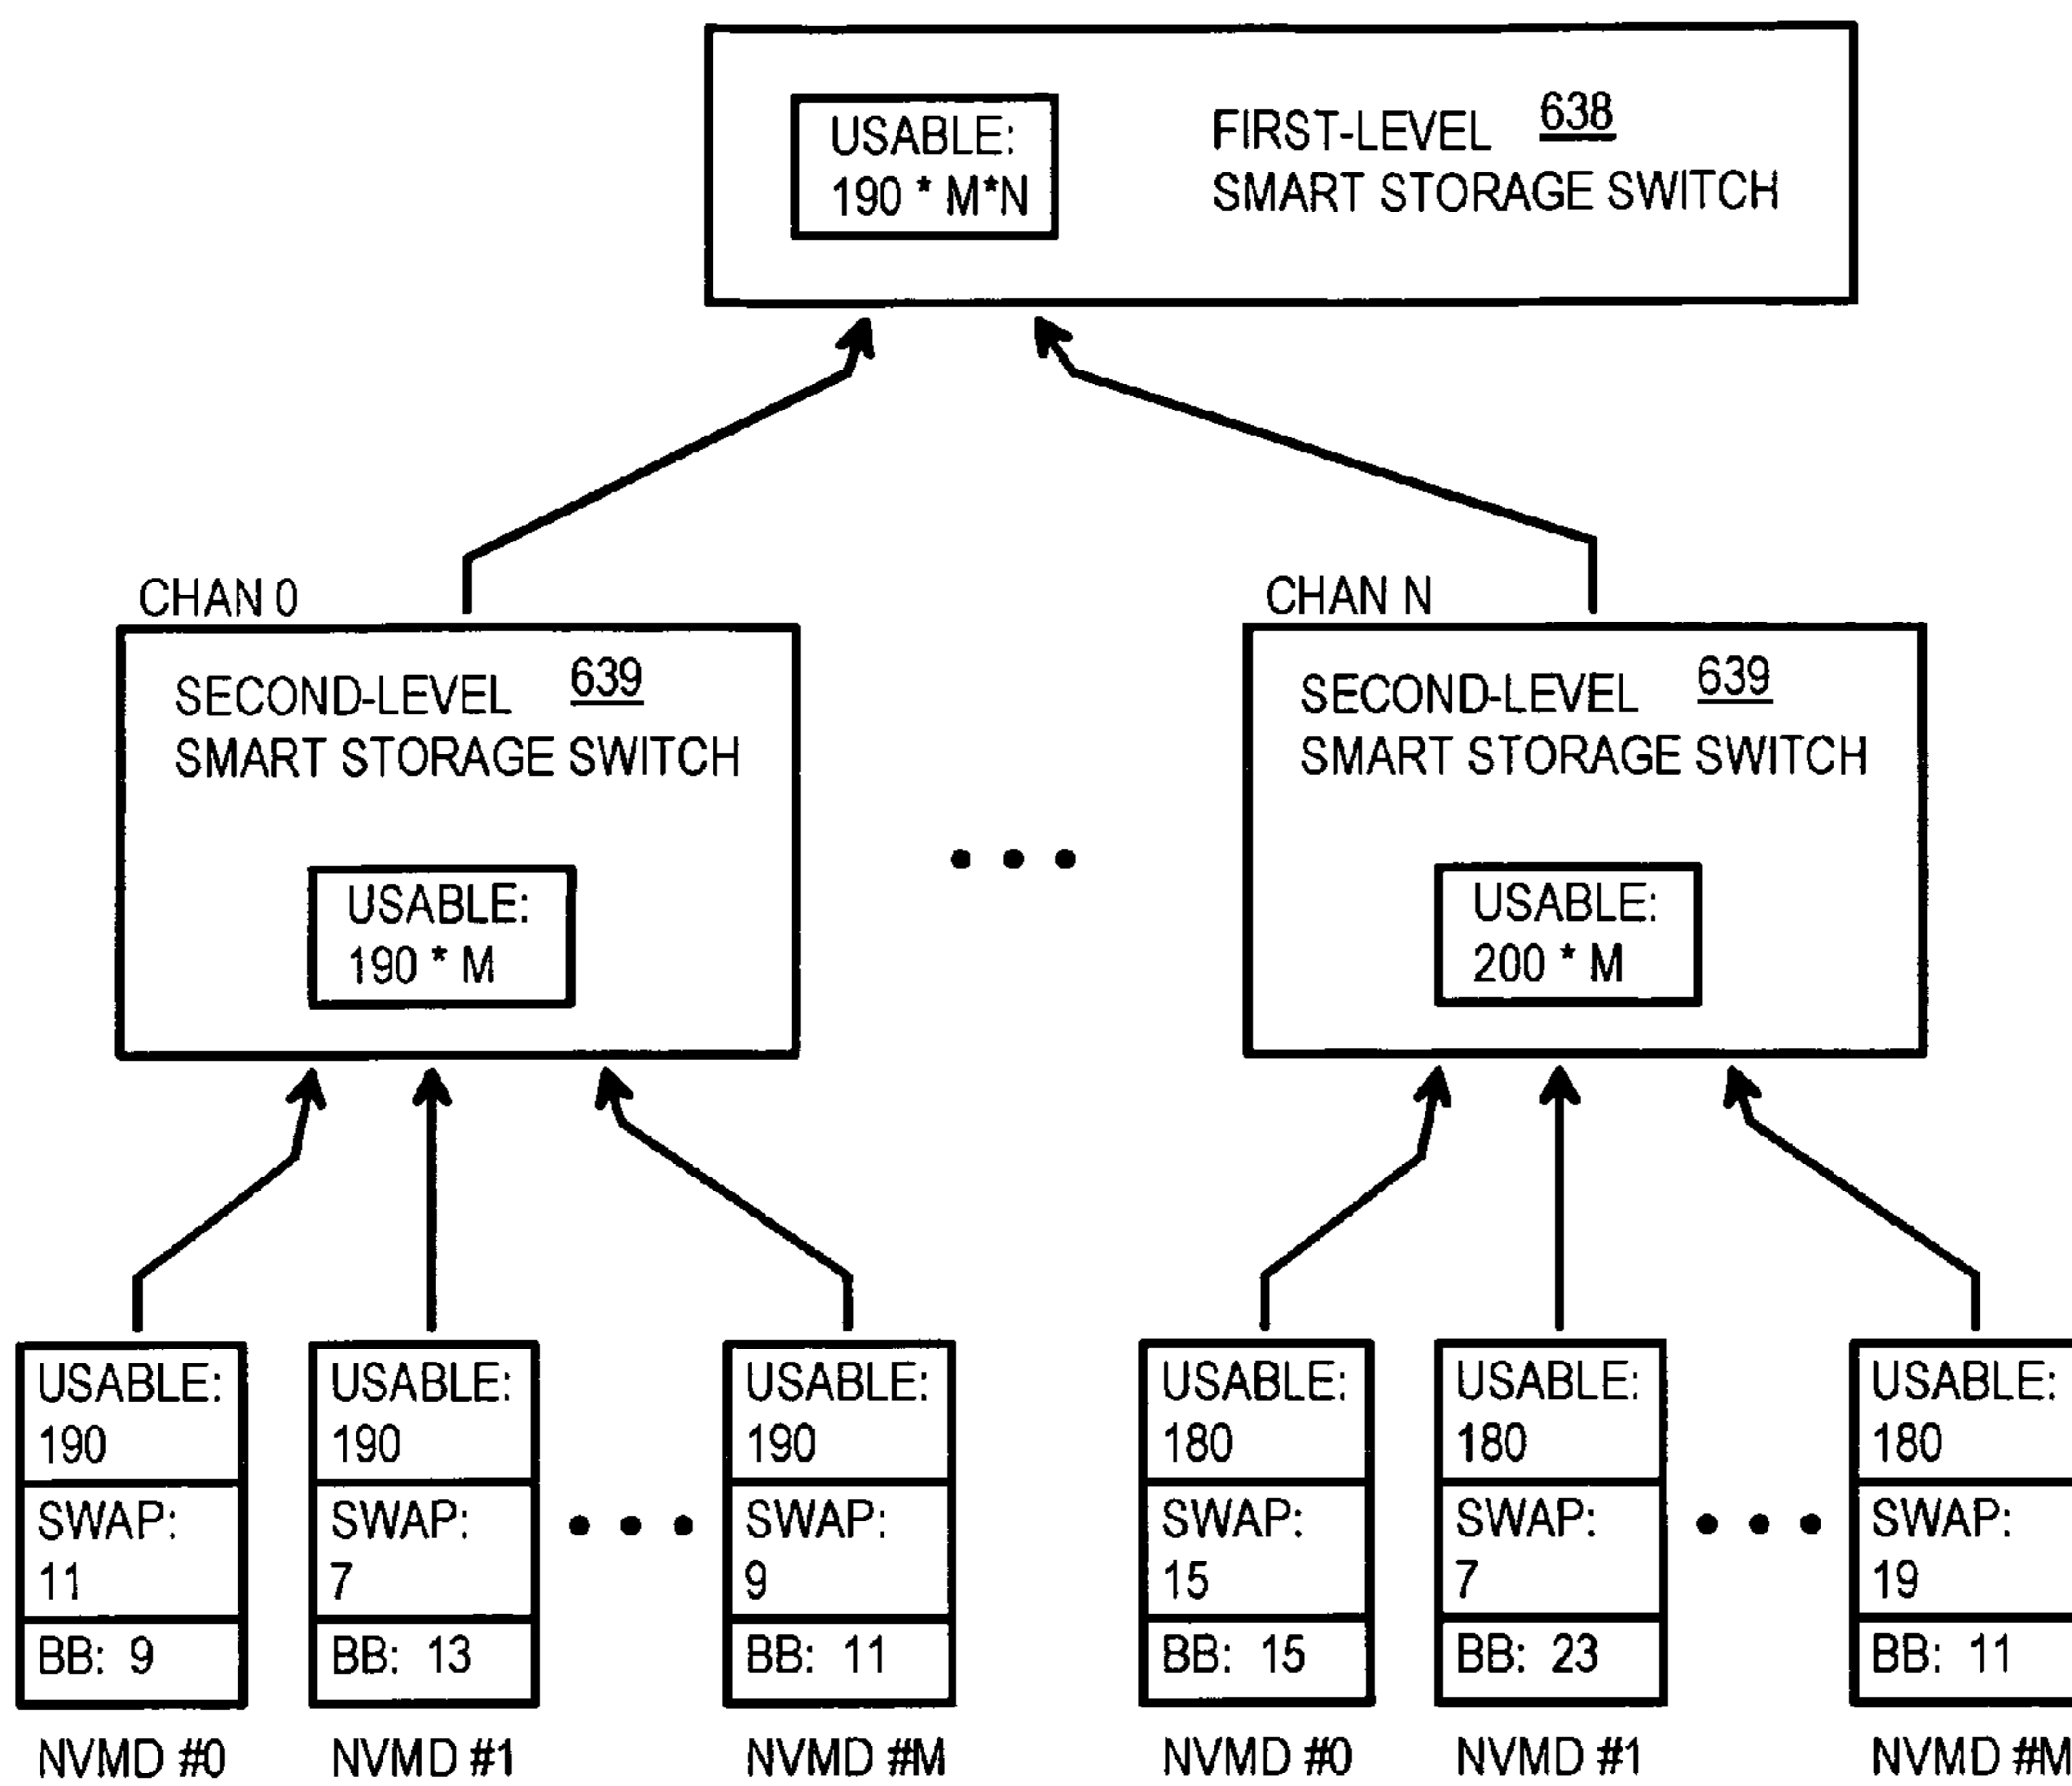 USABLE:
190 * M*N
FIRST-LEVEL 638
SMART STORAGE SWITCH
CHAN 0
SECOND-LEVEL 639
SMART STORAGE SWITCH
USABLE:
190 * M
CHAN N
SECOND-LEVEL 639
SMART STORAGE SWITCH
USABLE:
200 * M
USABLE:
190
SWAP:
11
BB: 9
NVMD #0
USABLE:
190
SWAP:
7
BB: 13
NVMD #1
USABLE:
190
SWAP:
9
BB: 11
NVMD #M
USABLE:
180
SWAP:
15
BB: 15
NVMD #0
USABLE:
180
SWAP:
7
BB: 23
NVMD #1
USABLE:
180
SWAP:
19
BB: 11
NVMD #M